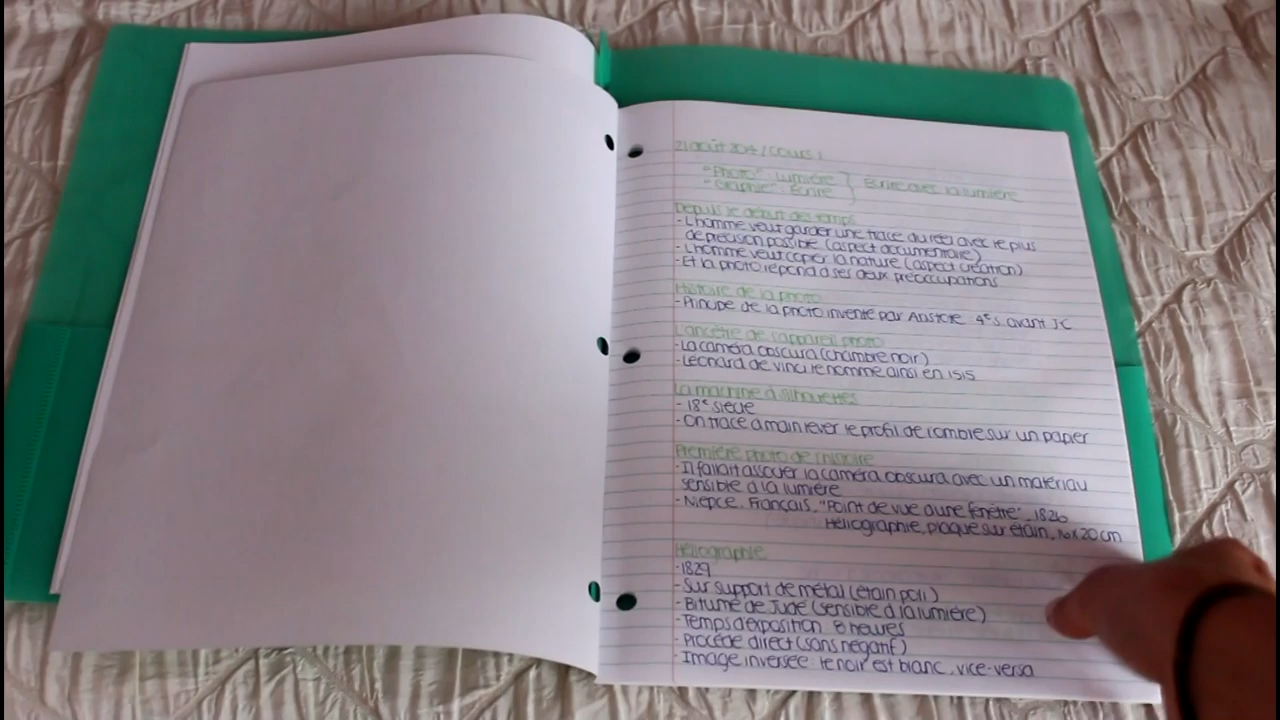 21 août 2014 / Cours 1
"Photo" : Lumière } Écrire avec la lumière
"Graphie" : Écrire
Depuis le début des temps
- L'homme veut garder une trace du réel avec le plus
de précision possible (aspect documentaire)
- L'homme veut copier la nature (aspect création)
- Et la photo répond à ses deux préoccupations
Histoire de la photo
- Principe de la photo inventé par Aristote 4e s. avant JC
L'ancêtre de l'appareil photo
- La caméra obscura (chambre noir)
- Léonard de vinci le nomme ainsi en 1515
La machine à silhouettes
- 18e siècle
- On trace à main lever le profil de l'ombre sur un papier
Première photo de l'histoire
- Il fallait associer la caméra obscura avec un matériau
sensible à la lumière
- Niepce, Français, "Point de vue d'une fenêtre", 1826
Héliographie, plaque sur étain, 16x20cm
Héliographie
- 1829
- Sur support de métal (étain poli)
- Bitume de Judé (sensible à la lumière)
- Temps d'exposition 8 heures
- Procédé direct (sans négatif)
- Image inversée le noir est blanc, vice-versa